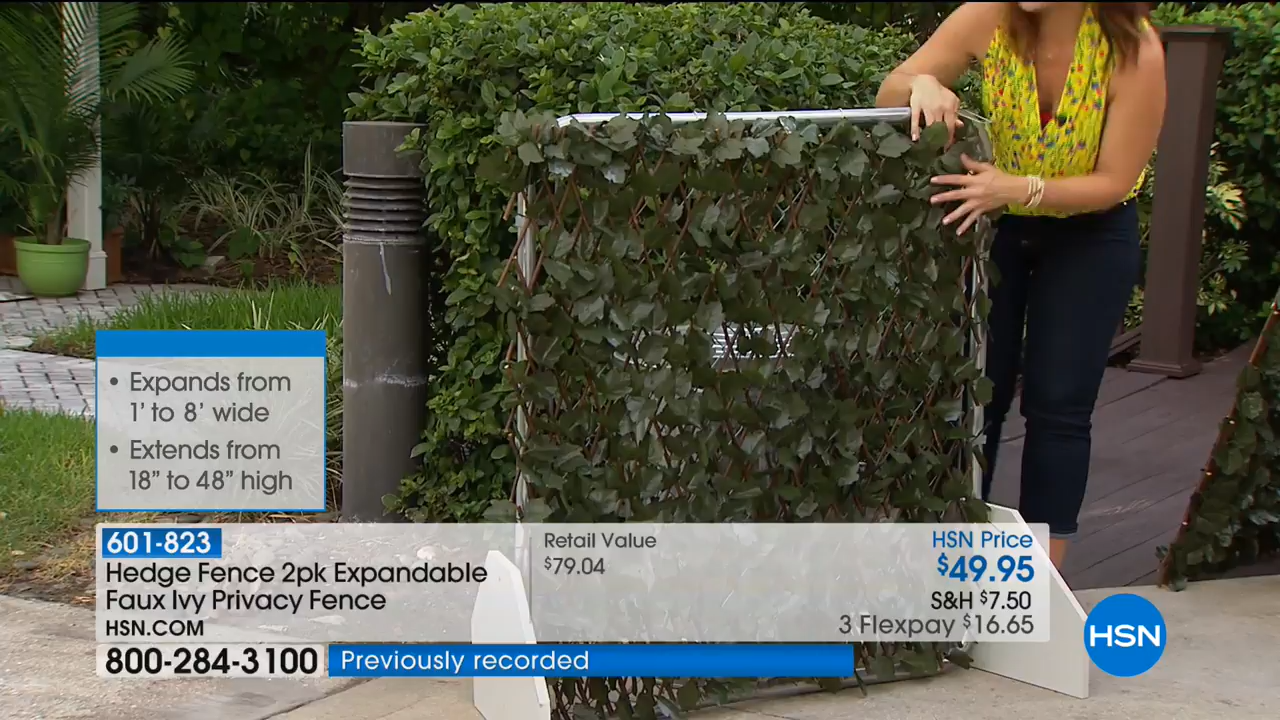 • Expands from
1' to 8' wide
• Extends from
18” to 48” high
601-823
Hedge Fence 2pk Expandable
Faux Ivy Privacy Fence
HSN.COM
Retail Value
$79.04
HSN Price
$49.95
S&H $7.50
3 Flexpay $16.65
800-284-3100
Previously recorded
HSN